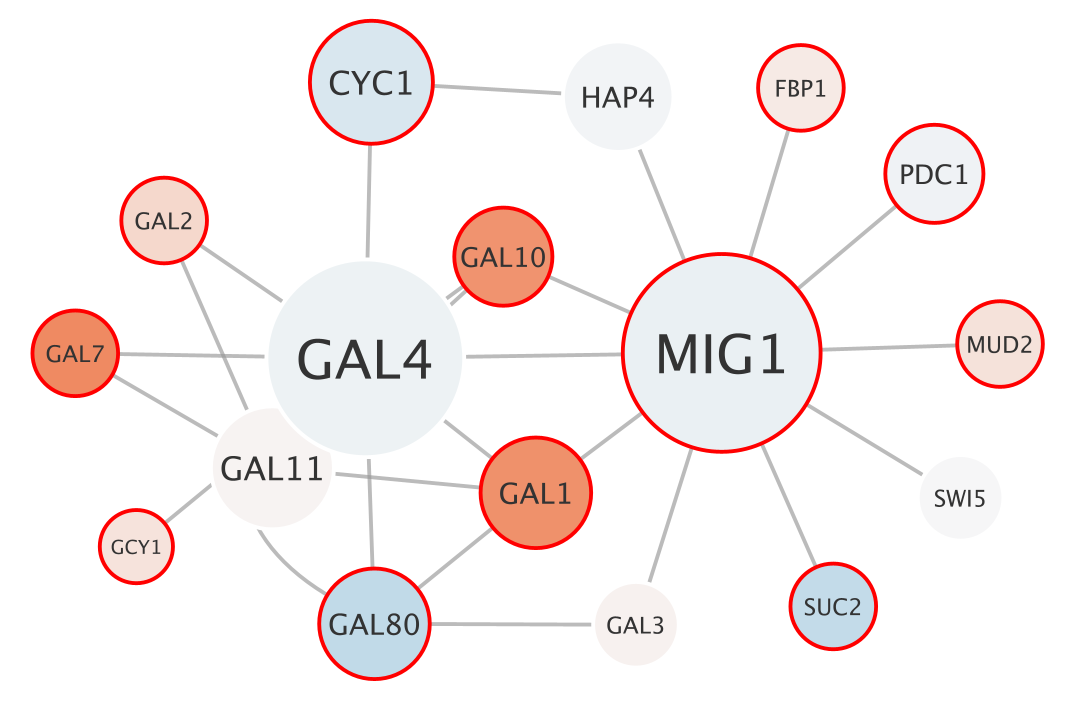 CYC1
HAP4
FBP1
PDC1
GAL2
GAL10
GAL7
GAL4
MIG1
MUD2
GAL11
GAL1
SWI5
GCY1
GAL80
GAL3
SUC2